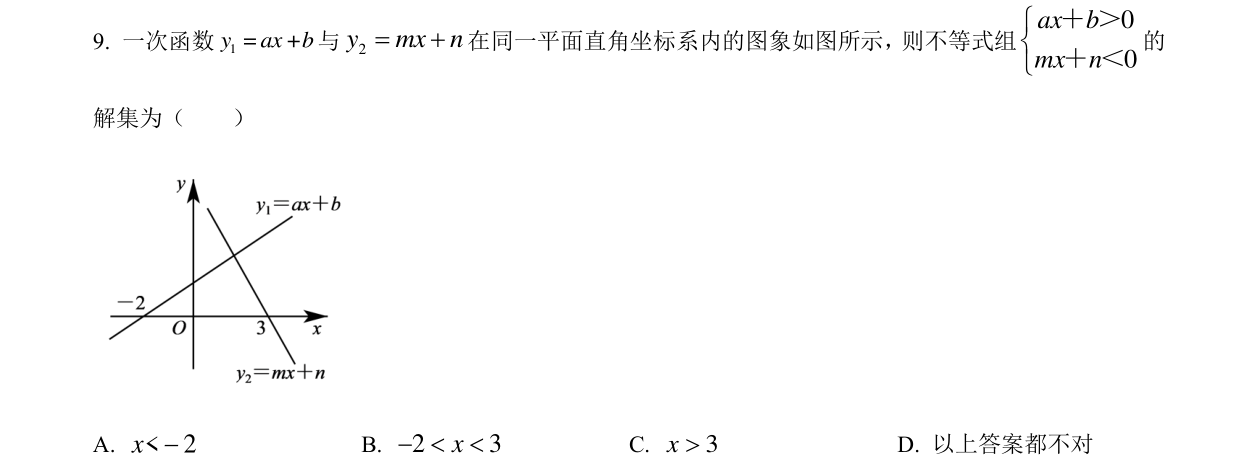 9. 一次函数 y₁ =ax+b 与 y₂ = mx+n 在同一平面直角坐标系内的图象如图所示，则不等式组 { ax+b>0 mx+n<0 的
解集为（　　）
y
y₁=ax+b
−2
O 3 x
y₂=mx+n
A. x<−2 B. −2<x<3 C. x>3 D. 以上答案都不对